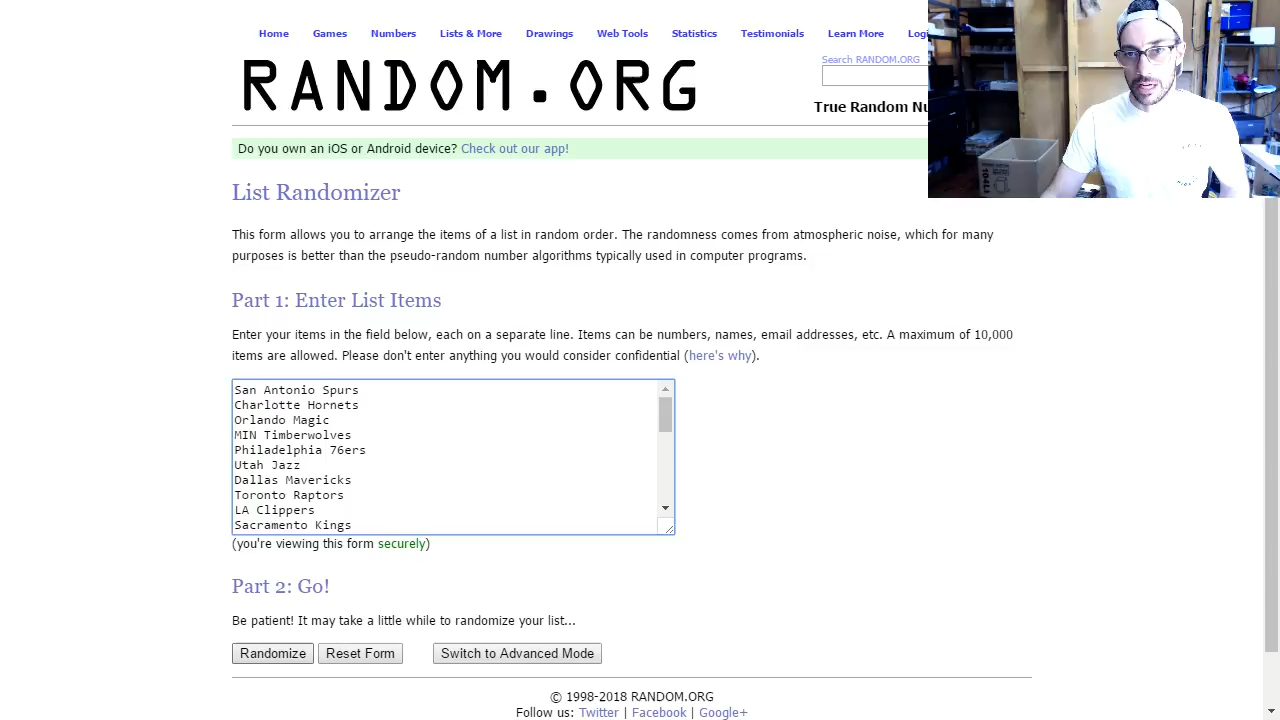 Home Games Numbers Lists & More Drawings Web Tools Statistics Testimonials Learn More
RANDOM.ORG
Search RANDOM.ORG
True Random
Do you own an iOS or Android device? Check out our app!
List Randomizer
This form allows you to arrange the items of a list in random order. The randomness comes from atmospheric noise, which for many
purposes is better than the pseudo-random number algorithms typically used in computer programs.
Part 1: Enter List Items
Enter your items in the field below, each on a separate line. Items can be numbers, names, email addresses, etc. A maximum of 10,000
items are allowed. Please don't enter anything you would consider confidential (here's why).
San Antonio Spurs
Charlotte Hornets
Orlando Magic
MIN Timberwolves
Philadelphia 76ers
Utah Jazz
Dallas Mavericks
Toronto Raptors
LA Clippers
Sacramento Kings
(you're viewing this form securely)
Part 2: Go!
Be patient! It may take a little while to randomize your list...
Randomize Reset Form Switch to Advanced Mode
© 1998-2018 RANDOM.ORG
Follow us: Twitter | Facebook | Google+